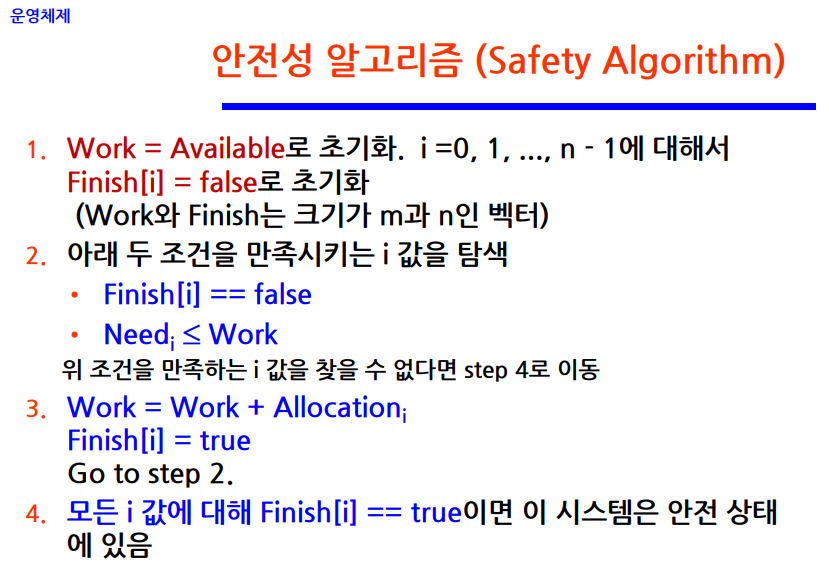 운영체제
안전성 알고리즘 (Safety Algorithm)
1. Work = Available로 초기화. i =0, 1, ..., n - 1에 대해서
Finish[i] = false로 초기화
(Work와 Finish는 크기가 m과 n인 벡터)
2. 아래 두 조건을 만족시키는 i 값을 탐색
• Finish[i] == false
• Needi ≤ Work
위 조건을 만족하는 i 값을 찾을 수 없다면 step 4로 이동
3. Work = Work + Allocationi
Finish[i] = true
Go to step 2.
4. 모든 i 값에 대해 Finish[i] == true이면 이 시스템은 안전 상태
에 있음